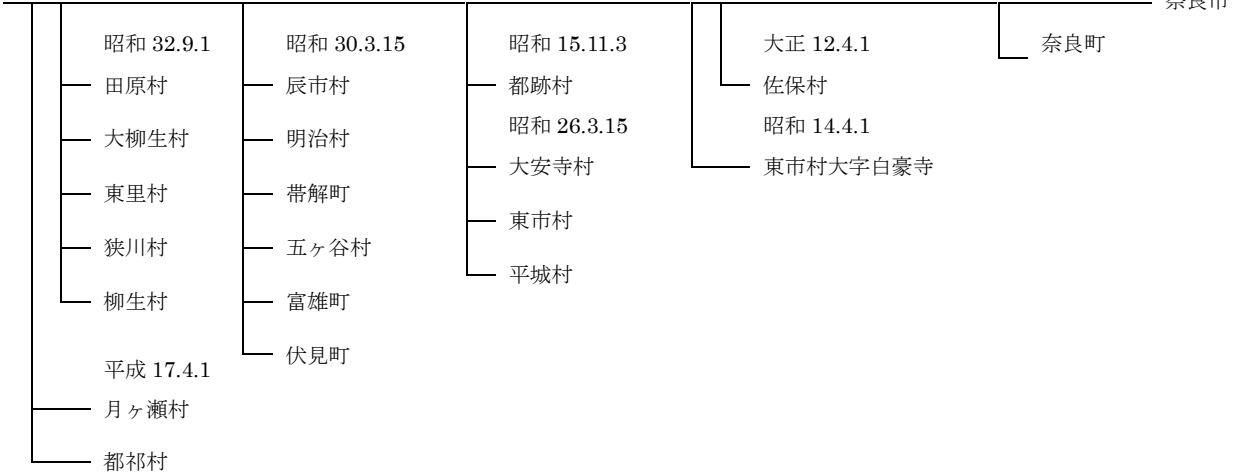 奈良市
昭和 32.9.1
田原村
大柳生村
東里村
狭川村
柳生村
平成 17.4.1
月ヶ瀬村
都祁村
昭和 30.3.15
辰市村
明治村
帯解町
五ヶ谷村
富雄町
伏見町
昭和 15.11.3
都跡村
昭和 26.3.15
大安寺村
東市村
平城村
大正 12.4.1
佐保村
昭和 14.4.1
東市村大字白豪寺
奈良町